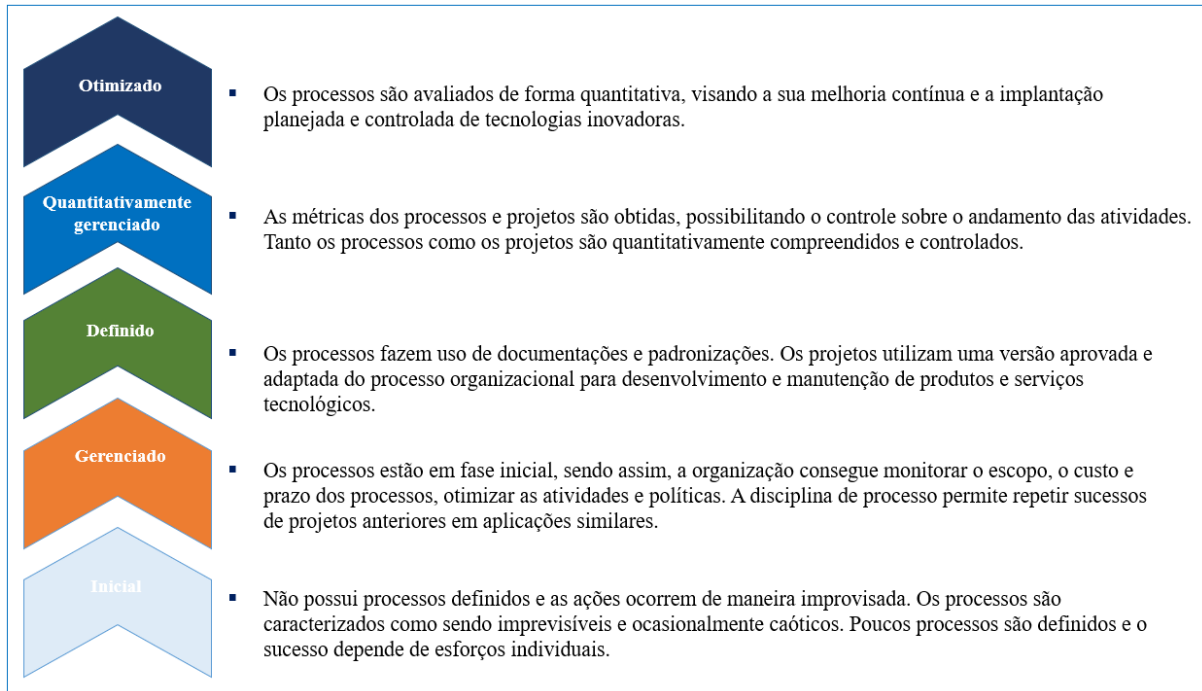 Otimizado
▪ Os processos são avaliados de forma quantitativa, visando a sua melhoria contínua e a implantação
planejada e controlada de tecnologias inovadoras.
Quantitativamente
gerenciado
▪ As métricas dos processos e projetos são obtidas, possibilitando o controle sobre o andamento das atividades.
Tanto os processos como os projetos são quantitativamente compreendidos e controlados.
Definido
▪ Os processos fazem uso de documentações e padronizações. Os projetos utilizam uma versão aprovada e
adaptada do processo organizacional para desenvolvimento e manutenção de produtos e serviços
tecnológicos.
Gerenciado
▪ Os processos estão em fase inicial, sendo assim, a organização consegue monitorar o escopo, o custo e
prazo dos processos, otimizar as atividades e políticas. A disciplina de processo permite repetir sucessos
de projetos anteriores em aplicações similares.
Inicial
▪ Não possui processos definidos e as ações ocorrem de maneira improvisada. Os processos são
caracterizados como sendo imprevisíveis e ocasionalmente caóticos. Poucos processos são definidos e o
sucesso depende de esforços individuais.